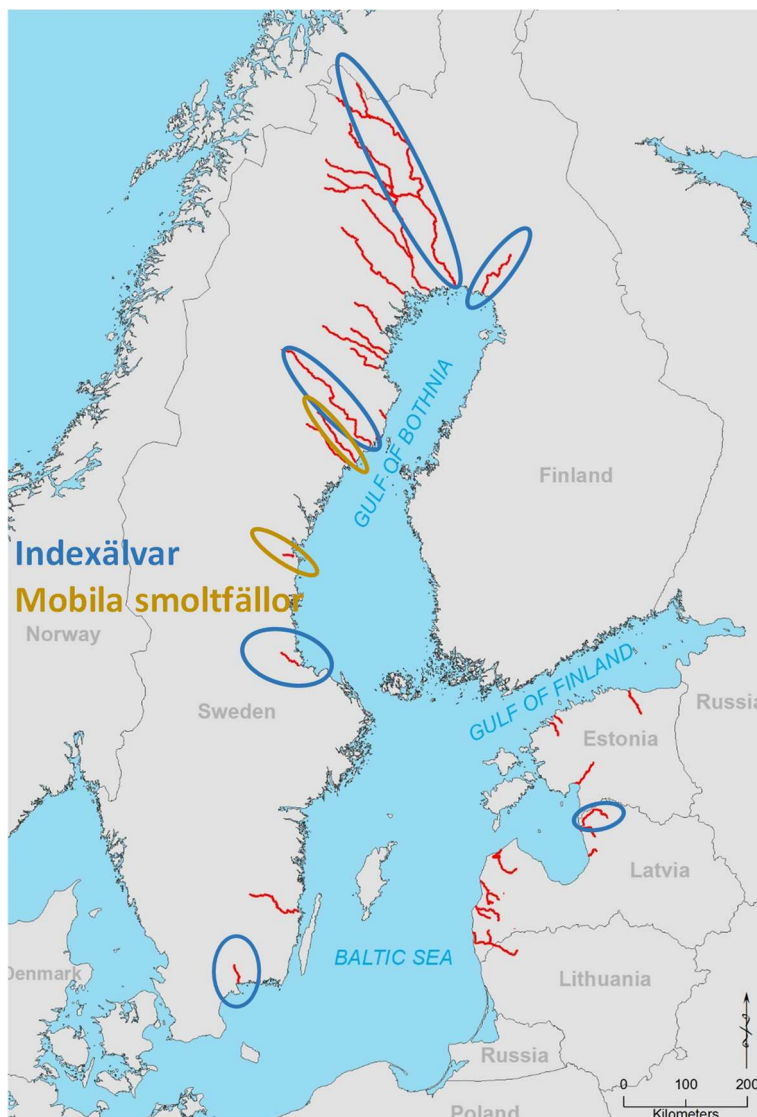 GULF OF BOTHNIA
Finland
Indexälvar
Mobila smoltfällor
Norway
GULF OF FINLAND
Sweden
Russia
Estonia
Latvia
BALTIC SEA
Denmark
Lithuania
Russia
Poland
0 100 200
Kilometers